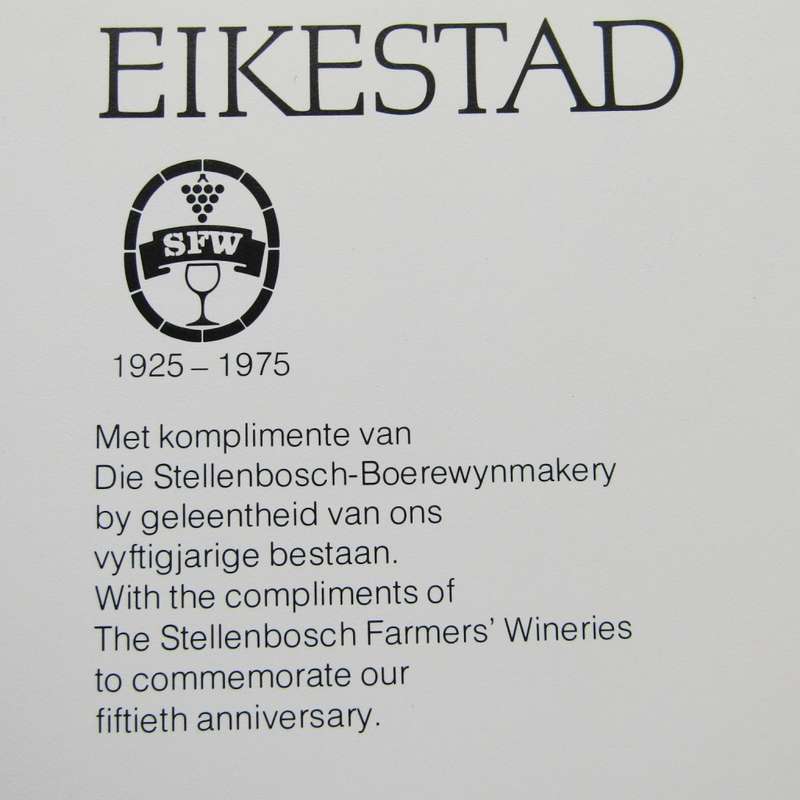 EIKESTAD
SFW
1925 – 1975
Met komplimente van
Die Stellenbosch-Boerewynmakery
by geleentheid van ons
vyftigjarige bestaan.
With the compliments of
The Stellenbosch Farmers' Wineries
to commemorate our
fiftieth anniversary.